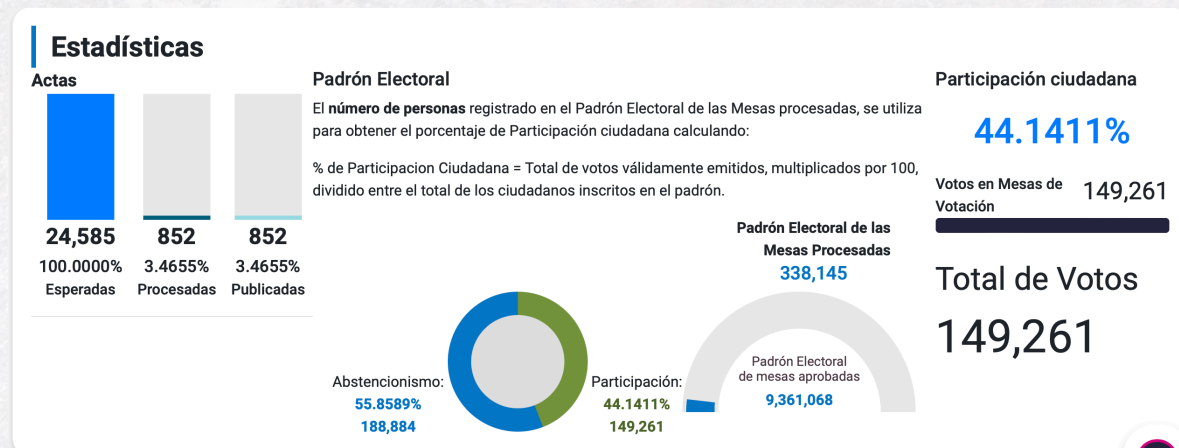 Estadísticas
Actas
24,585
100.0000%
Esperadas
852
3.4655%
Procesadas
852
3.4655%
Publicadas
Padrón Electoral
El número de personas registrado en el Padrón Electoral de las Mesas procesadas, se utiliza
para obtener el porcentaje de Participación ciudadana calculando:
% de Participacion Ciudadana = Total de votos válidamente emitidos, multiplicados por 100,
dividido entre el total de los ciudadanos inscritos en el padrón.
Abstencionismo:
55.8589%
188,884
Participación:
44.1411%
149,261
Padrón Electoral de las
Mesas Procesadas
338,145
Padrón Electoral
de mesas aprobadas
9,361,068
Participación ciudadana
44.1411%
Votos en Mesas de
Votación
149,261
Total de Votos
149,261